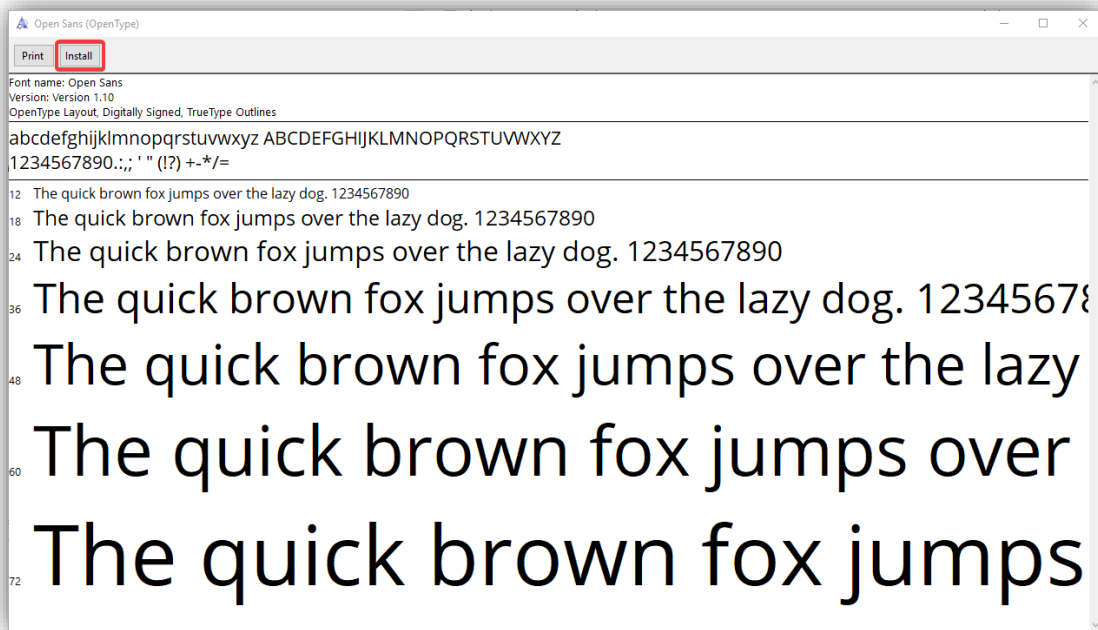 Open Sans (OpenType)
Print Install
Font name: Open Sans
Version: Version 1.10
OpenType Layout, Digitally Signed, TrueType Outlines
abcdefghijklmnopqrstuvwxyz ABCDEFGHIJKLMNOPQRSTUVWXYZ
1234567890.:,; ' " (!?) +-*/=
12 The quick brown fox jumps over the lazy dog. 1234567890
18 The quick brown fox jumps over the lazy dog. 1234567890
24 The quick brown fox jumps over the lazy dog. 1234567890
36 The quick brown fox jumps over the lazy dog. 12345678
48 The quick brown fox jumps over the lazy
60 The quick brown fox jumps over
72 The quick brown fox jumps